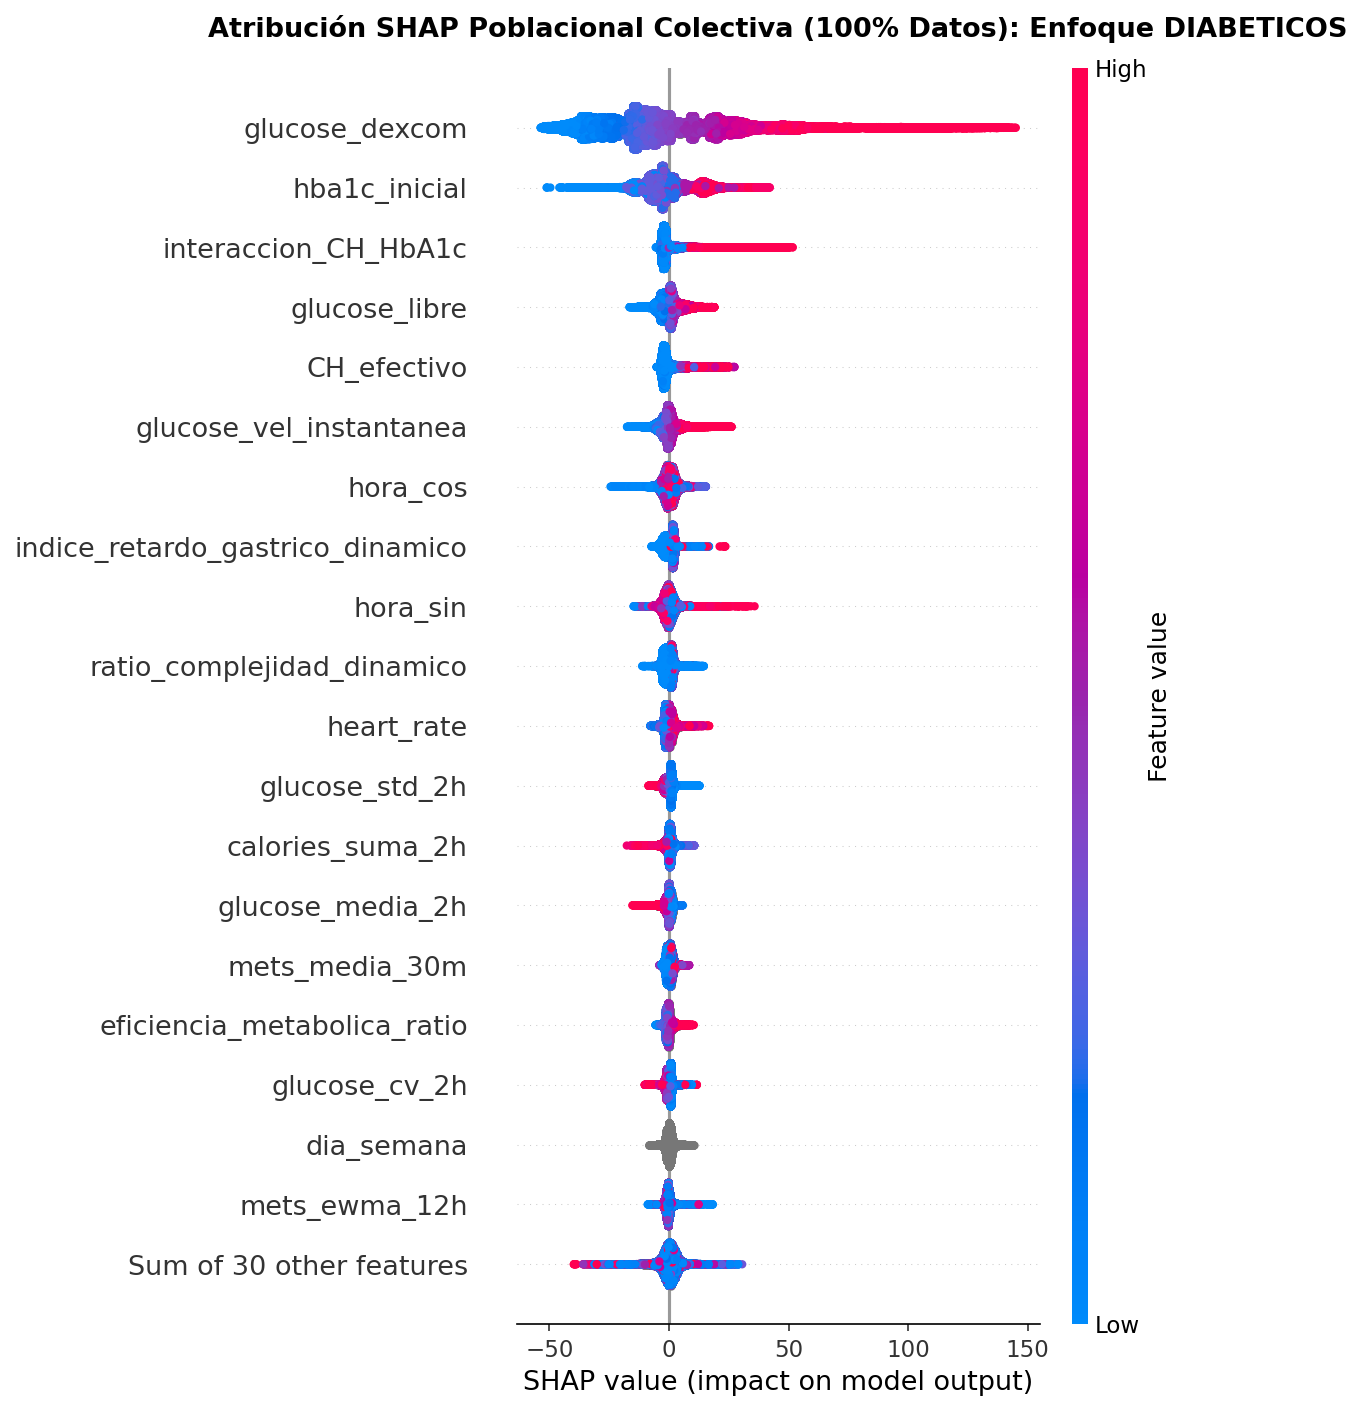 Atribución SHAP Poblacional Colectiva (100% Datos): Enfoque DIABETICOS
High
glucose_dexcom
hba1c_inicial
interaccion_CH_HbA1c
glucose_libre
CH_efectivo
glucose_vel_instantanea
hora_cos
indice_retardo_gastrico_dinamico
hora_sin
ratio_complejidad_dinamico
heart_rate
glucose_std_2h
calories_suma_2h
glucose_media_2h
mets_media_30m
eficiencia_metabolica_ratio
glucose_cv_2h
dia_semana
mets_ewma_12h
Sum of 30 other features
Feature value
Low
−50 0 50 100 150
SHAP value (impact on model output)